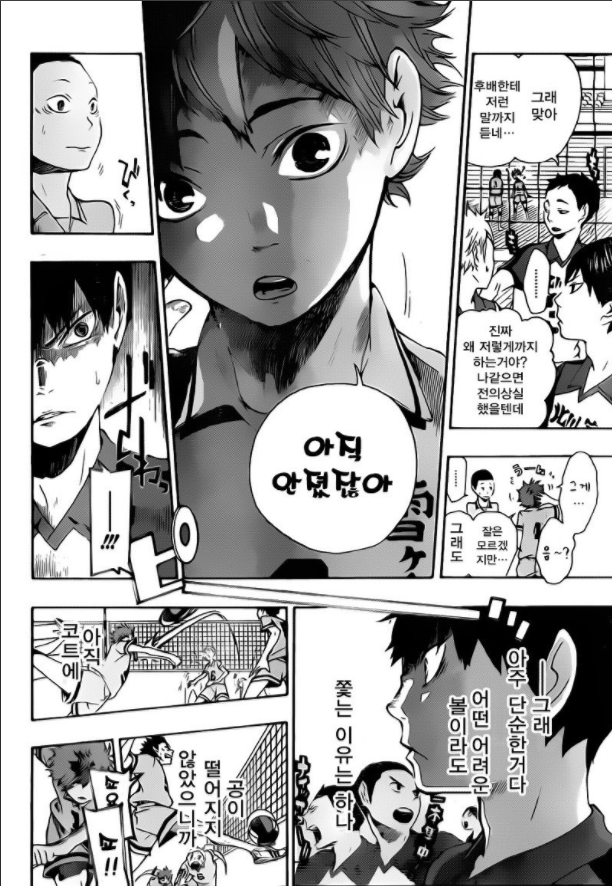 그래
맞아
후배한테
저런
말까지
듣네…
………
진짜
왜 저렇게까지
하는거야?
나같으면
전의상실
했을텐데
그게
…
음~?
잘은
모르겠
지만…
그래도
아직
안졌잖아
雪ヶ
—!!!
—그래
아주 단순한거다
어떤 어려운
볼이라도
쫓는 이유는 하나
아직
코트에
공이
떨어지지
않았으니까